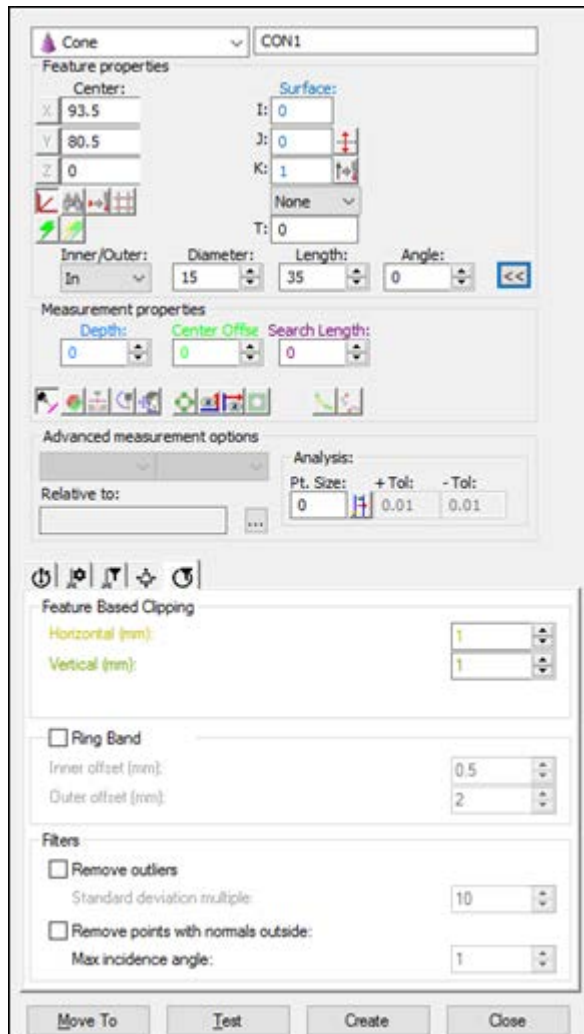 Cone CON1
Feature properties
Center: Surface:
X 93.5 I: 0
Y 80.5 J: 0
Z 0 K: 1
None
T: 0
Inner/Outer: Diameter: Length: Angle:
In 15 35 0 <<
Measurement properties
Depth: Center Offse Search Length:
0 0 0
Advanced measurement options
Analysis:
Pt. Size: + Tol: - Tol:
Relative to: 0 0.01 0.01
...
Feature Based Clipping
Horizontal (mm): 1
Vertical (mm): 1
Ring Band
Inner offset (mm): 0.5
Outer offset (mm): 2
Filters
Remove outliers
Standard deviation multiple: 10
Remove points with normals outside:
Max incidence angle: 1
Move To Test Create Close